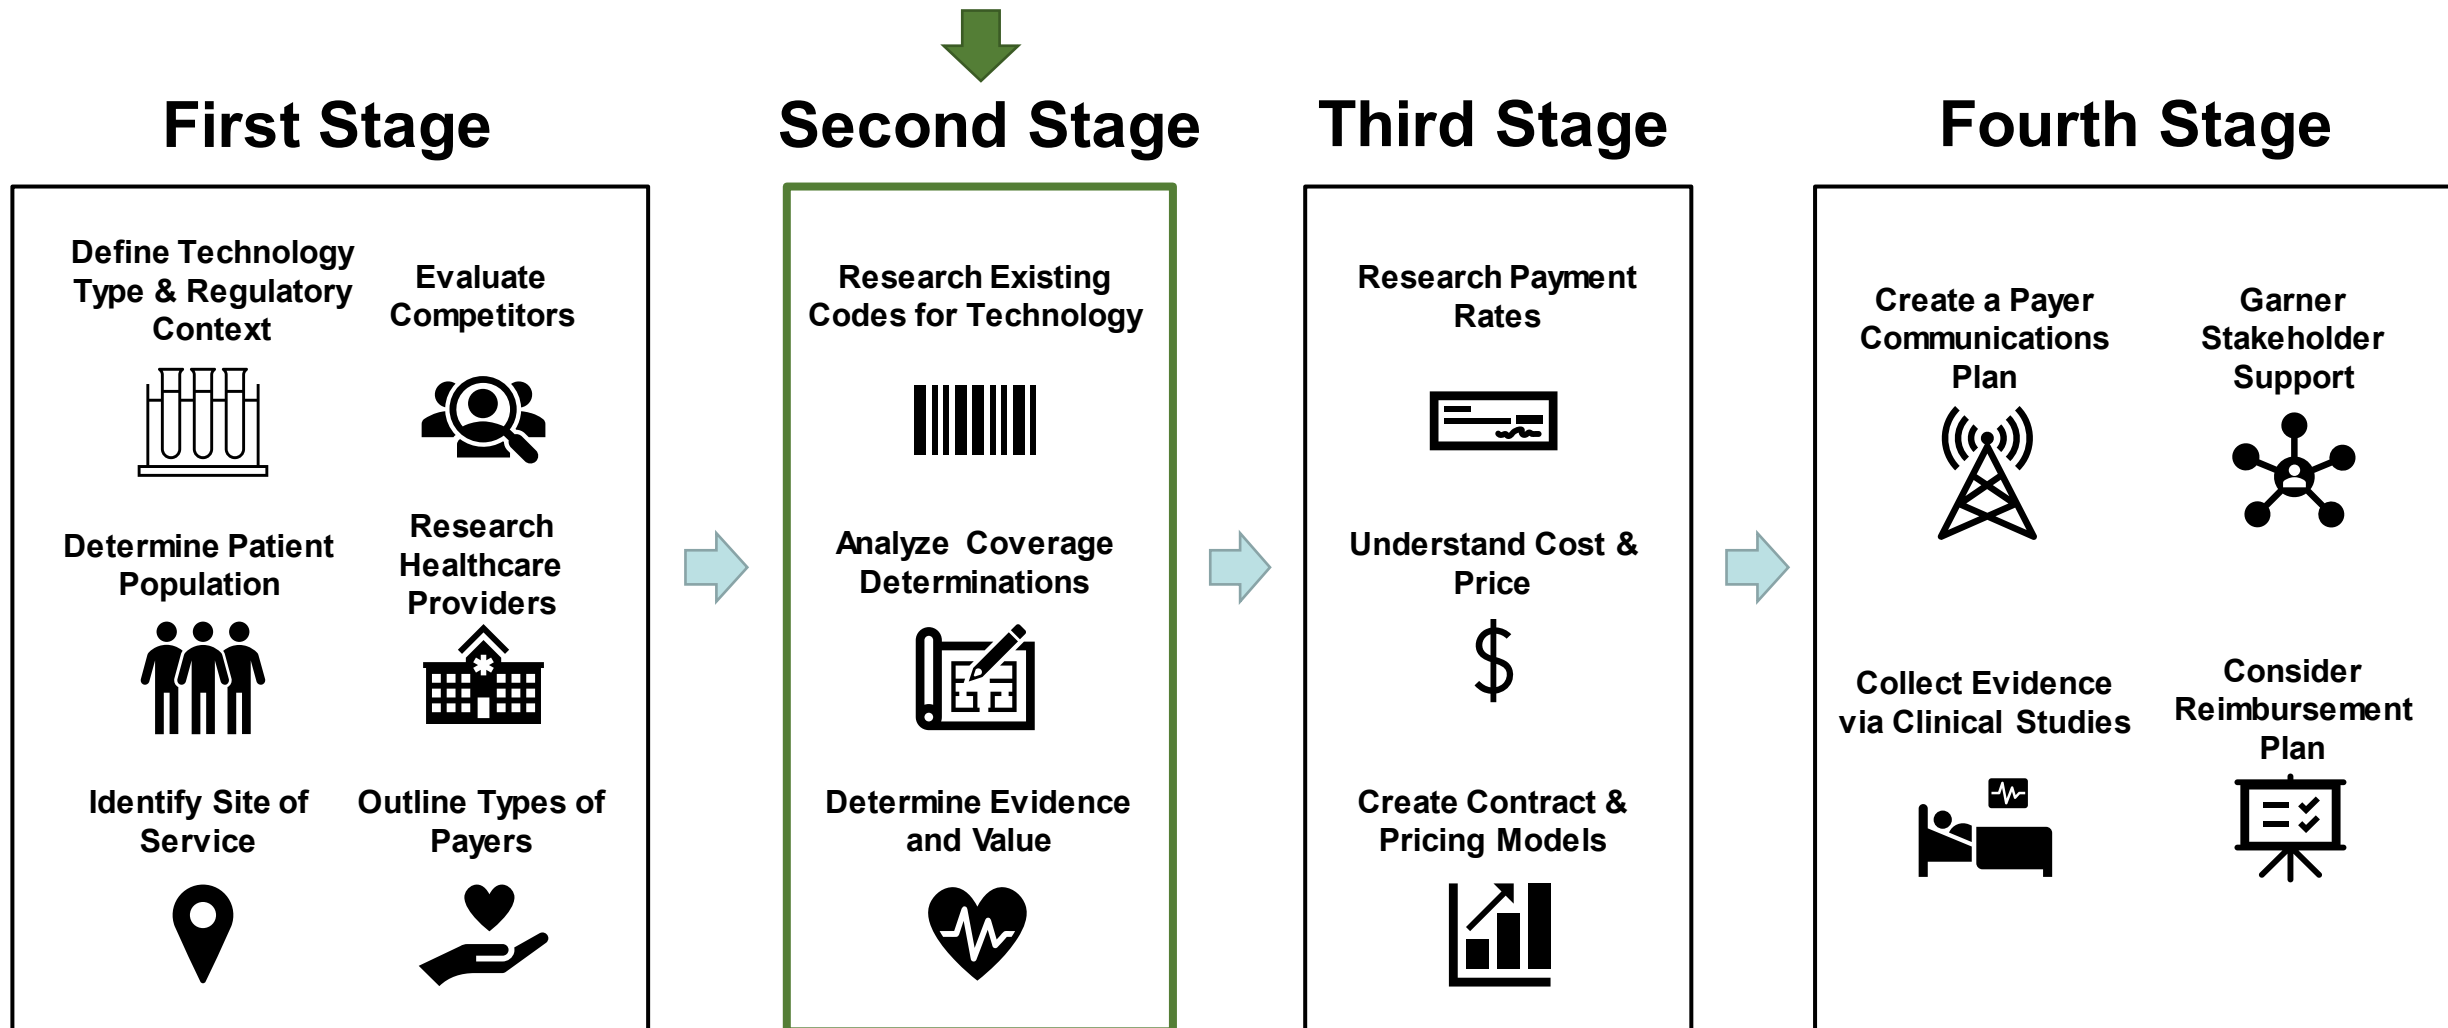 First Stage
Define Technology
Type & Regulatory
Context
Evaluate
Competitors
Determine Patient
Population
Research
Healthcare
Providers
Identify Site of
Service
Outline Types of
Payers
Second Stage
Research Existing
Codes for Technology
Analyze Coverage
Determinations
Determine Evidence
and Value
Third Stage
Research Payment
Rates
Understand Cost &
Price
$
Create Contract &
Pricing Models
Fourth Stage
Create a Payer
Communications
Plan
Garner
Stakeholder
Support
Collect Evidence
via Clinical Studies
Consider
Reimbursement
Plan